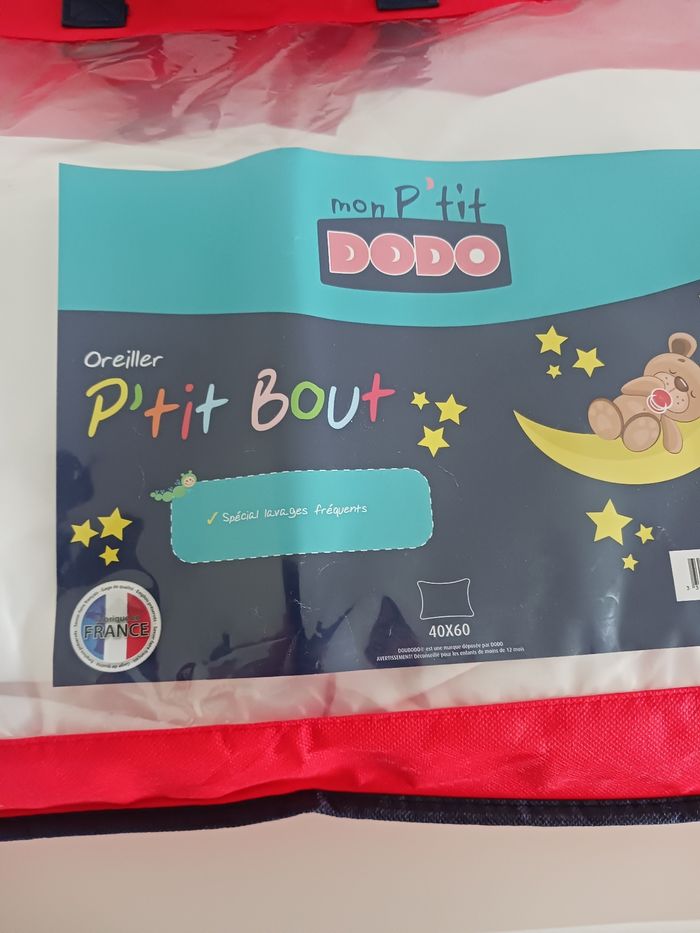 mon P'tit
DODO
Oreiller
P'tit Bout
✓ Spécial lavages fréquents
FRANCE
40X60
DOUDODO® est une marque déposée par DODO
AVERTISSEMENT! Déconseillé pour les enfants de moins de 12 mois